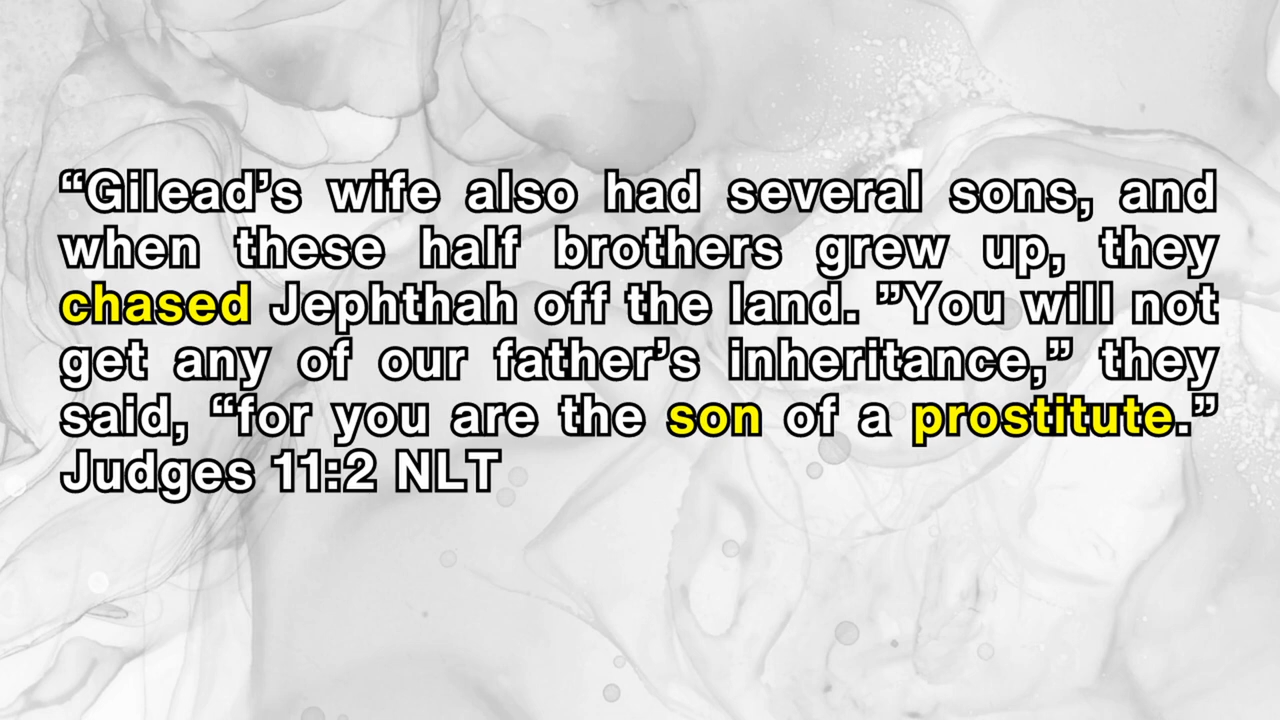 “Gilead’s wife also had several sons, and
when these half brothers grew up, they
chased Jephthah off the land. ”You will not
get any of our father’s inheritance,” they
said, “for you are the son of a prostitute.”
Judges 11:2 NLT